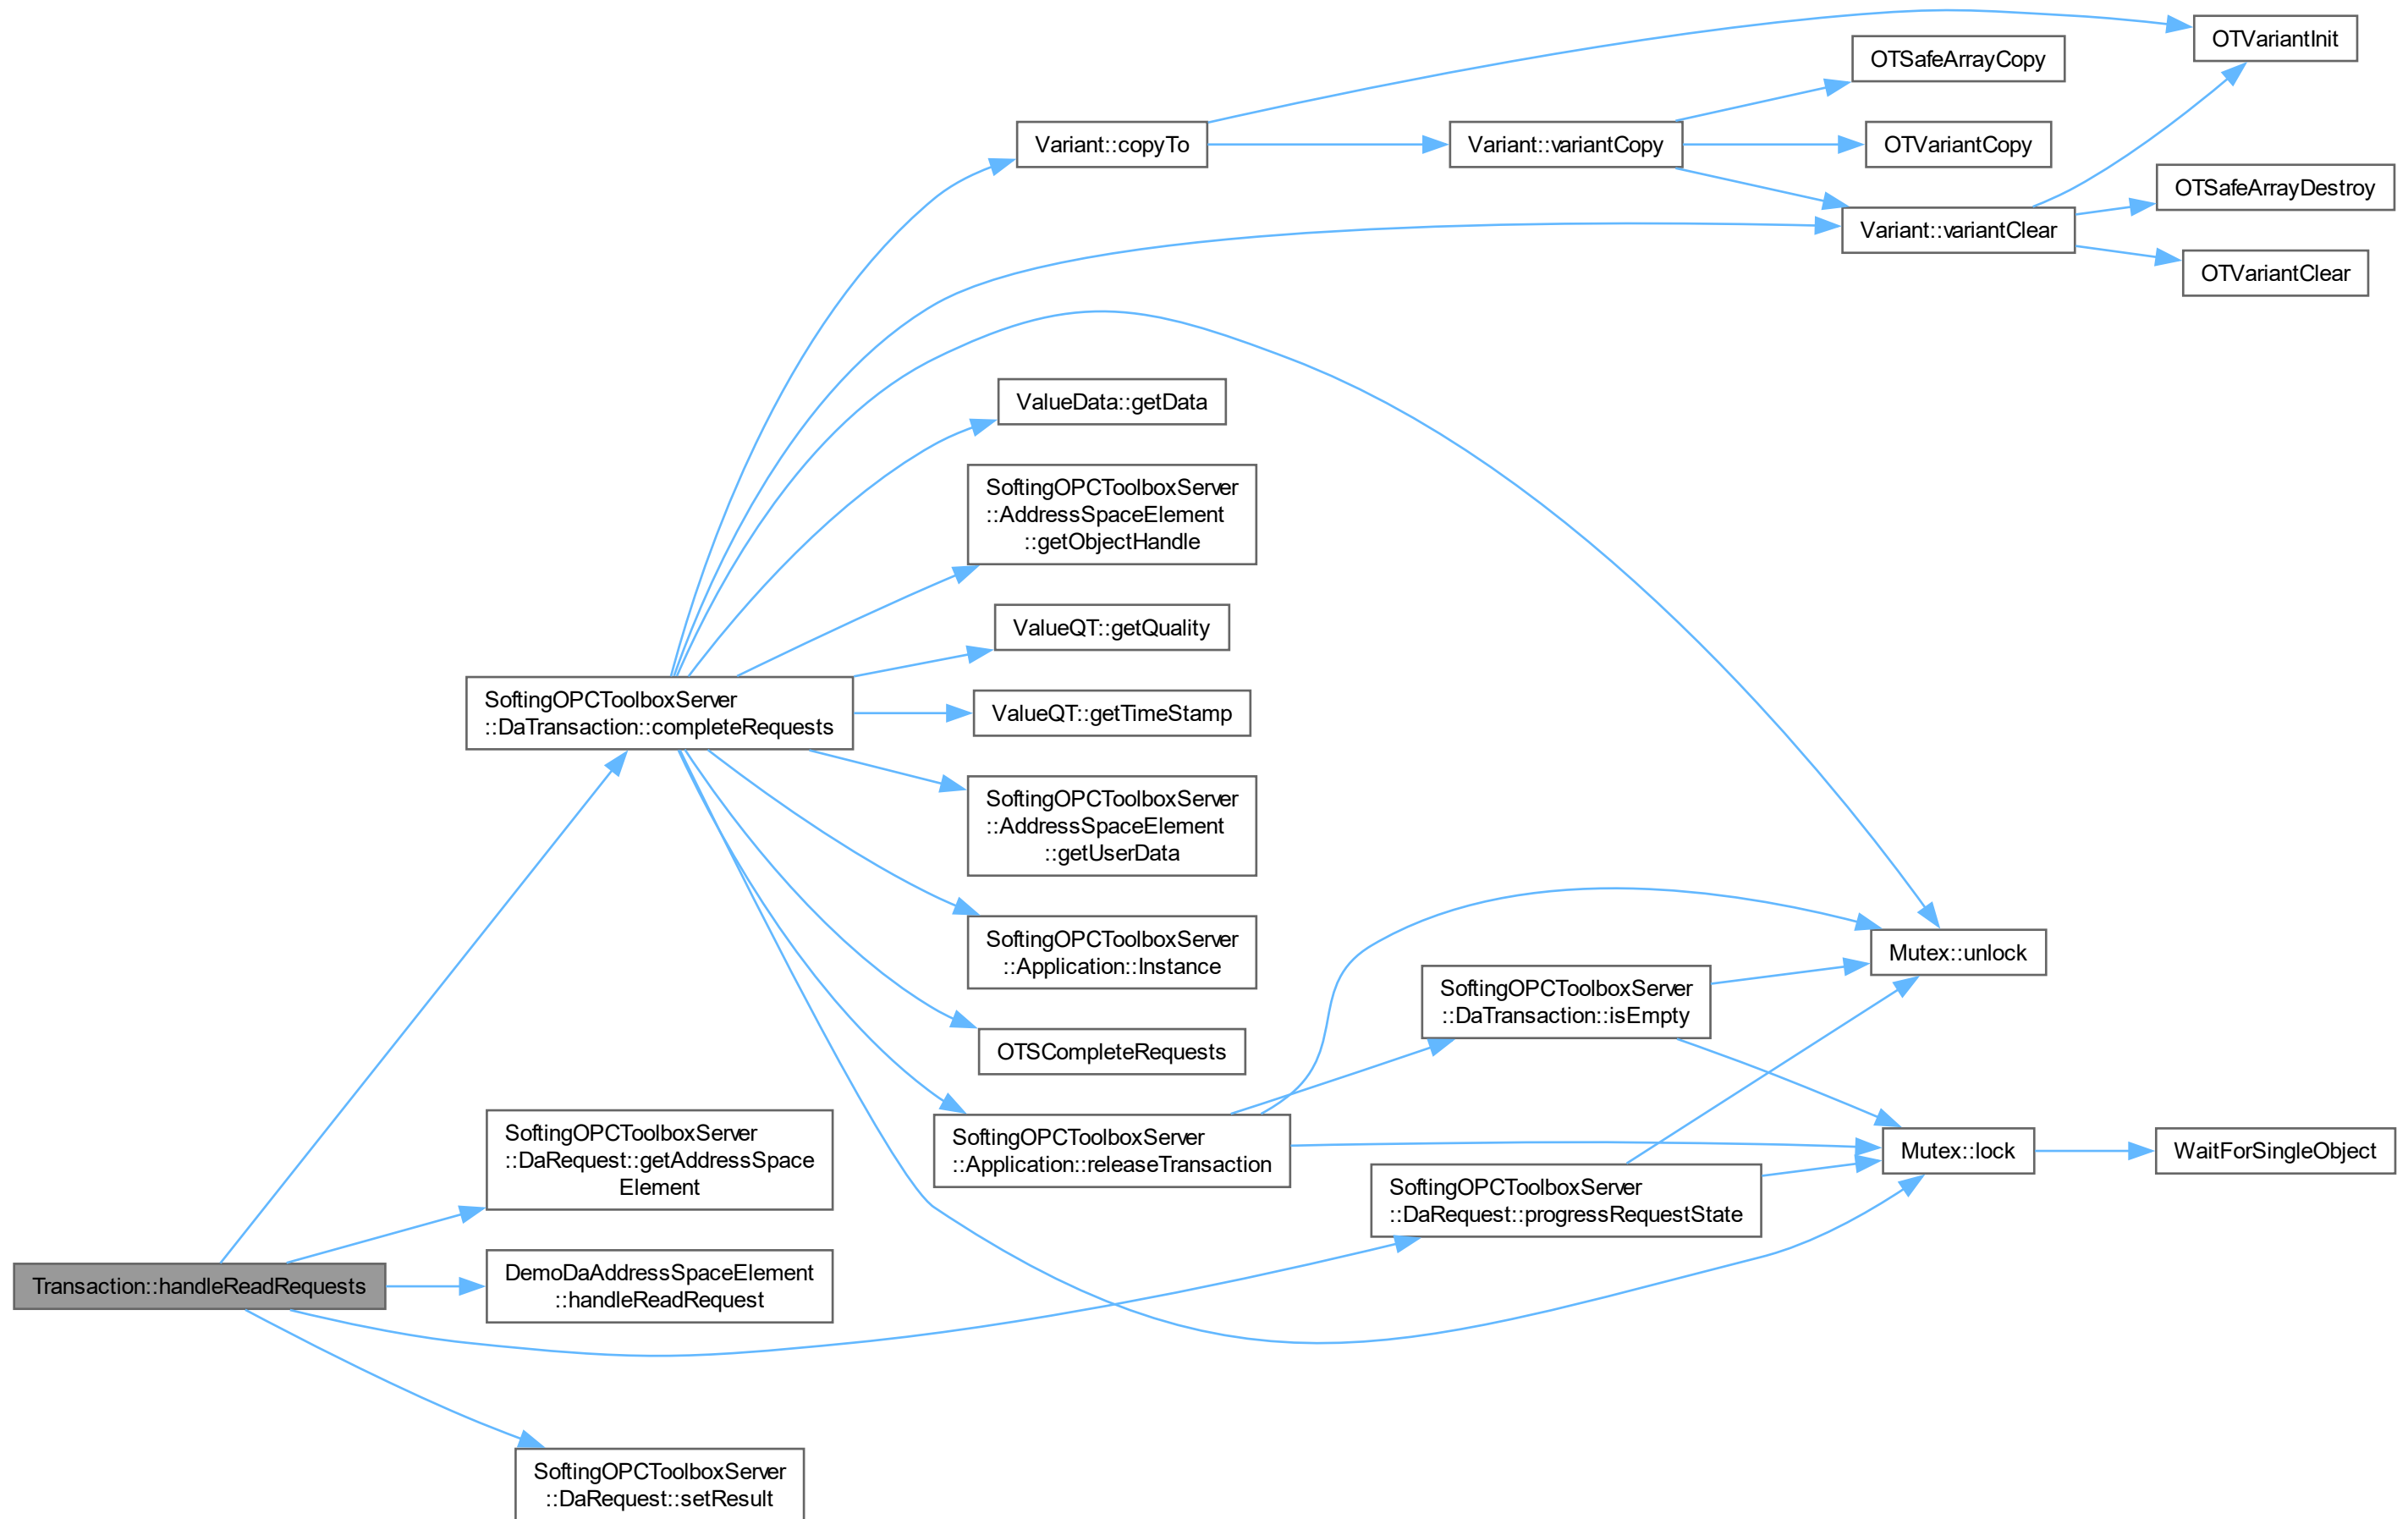 OTVariantInit
OTSafeArrayCopy
Variant::copyTo
Variant::variantCopy
OTVariantCopy
OTSafeArrayDestroy
Variant::variantClear
OTVariantClear
ValueData::getData
SoftingOPCToolboxServer
::AddressSpaceElement
::getObjectHandle
ValueQT::getQuality
SoftingOPCToolboxServer
::DaTransaction::completeRequests
ValueQT::getTimeStamp
SoftingOPCToolboxServer
::AddressSpaceElement
::getUserData
SoftingOPCToolboxServer
::Application::Instance
Mutex::unlock
SoftingOPCToolboxServer
::DaTransaction::isEmpty
OTSCompleteRequests
SoftingOPCToolboxServer
::Application::releaseTransaction
Mutex::lock
WaitForSingleObject
SoftingOPCToolboxServer
::DaRequest::getAddressSpace
Element
SoftingOPCToolboxServer
::DaRequest::progressRequestState
Transaction::handleReadRequests
DemoDaAddressSpaceElement
::handleReadRequest
SoftingOPCToolboxServer
::DaRequest::setResult